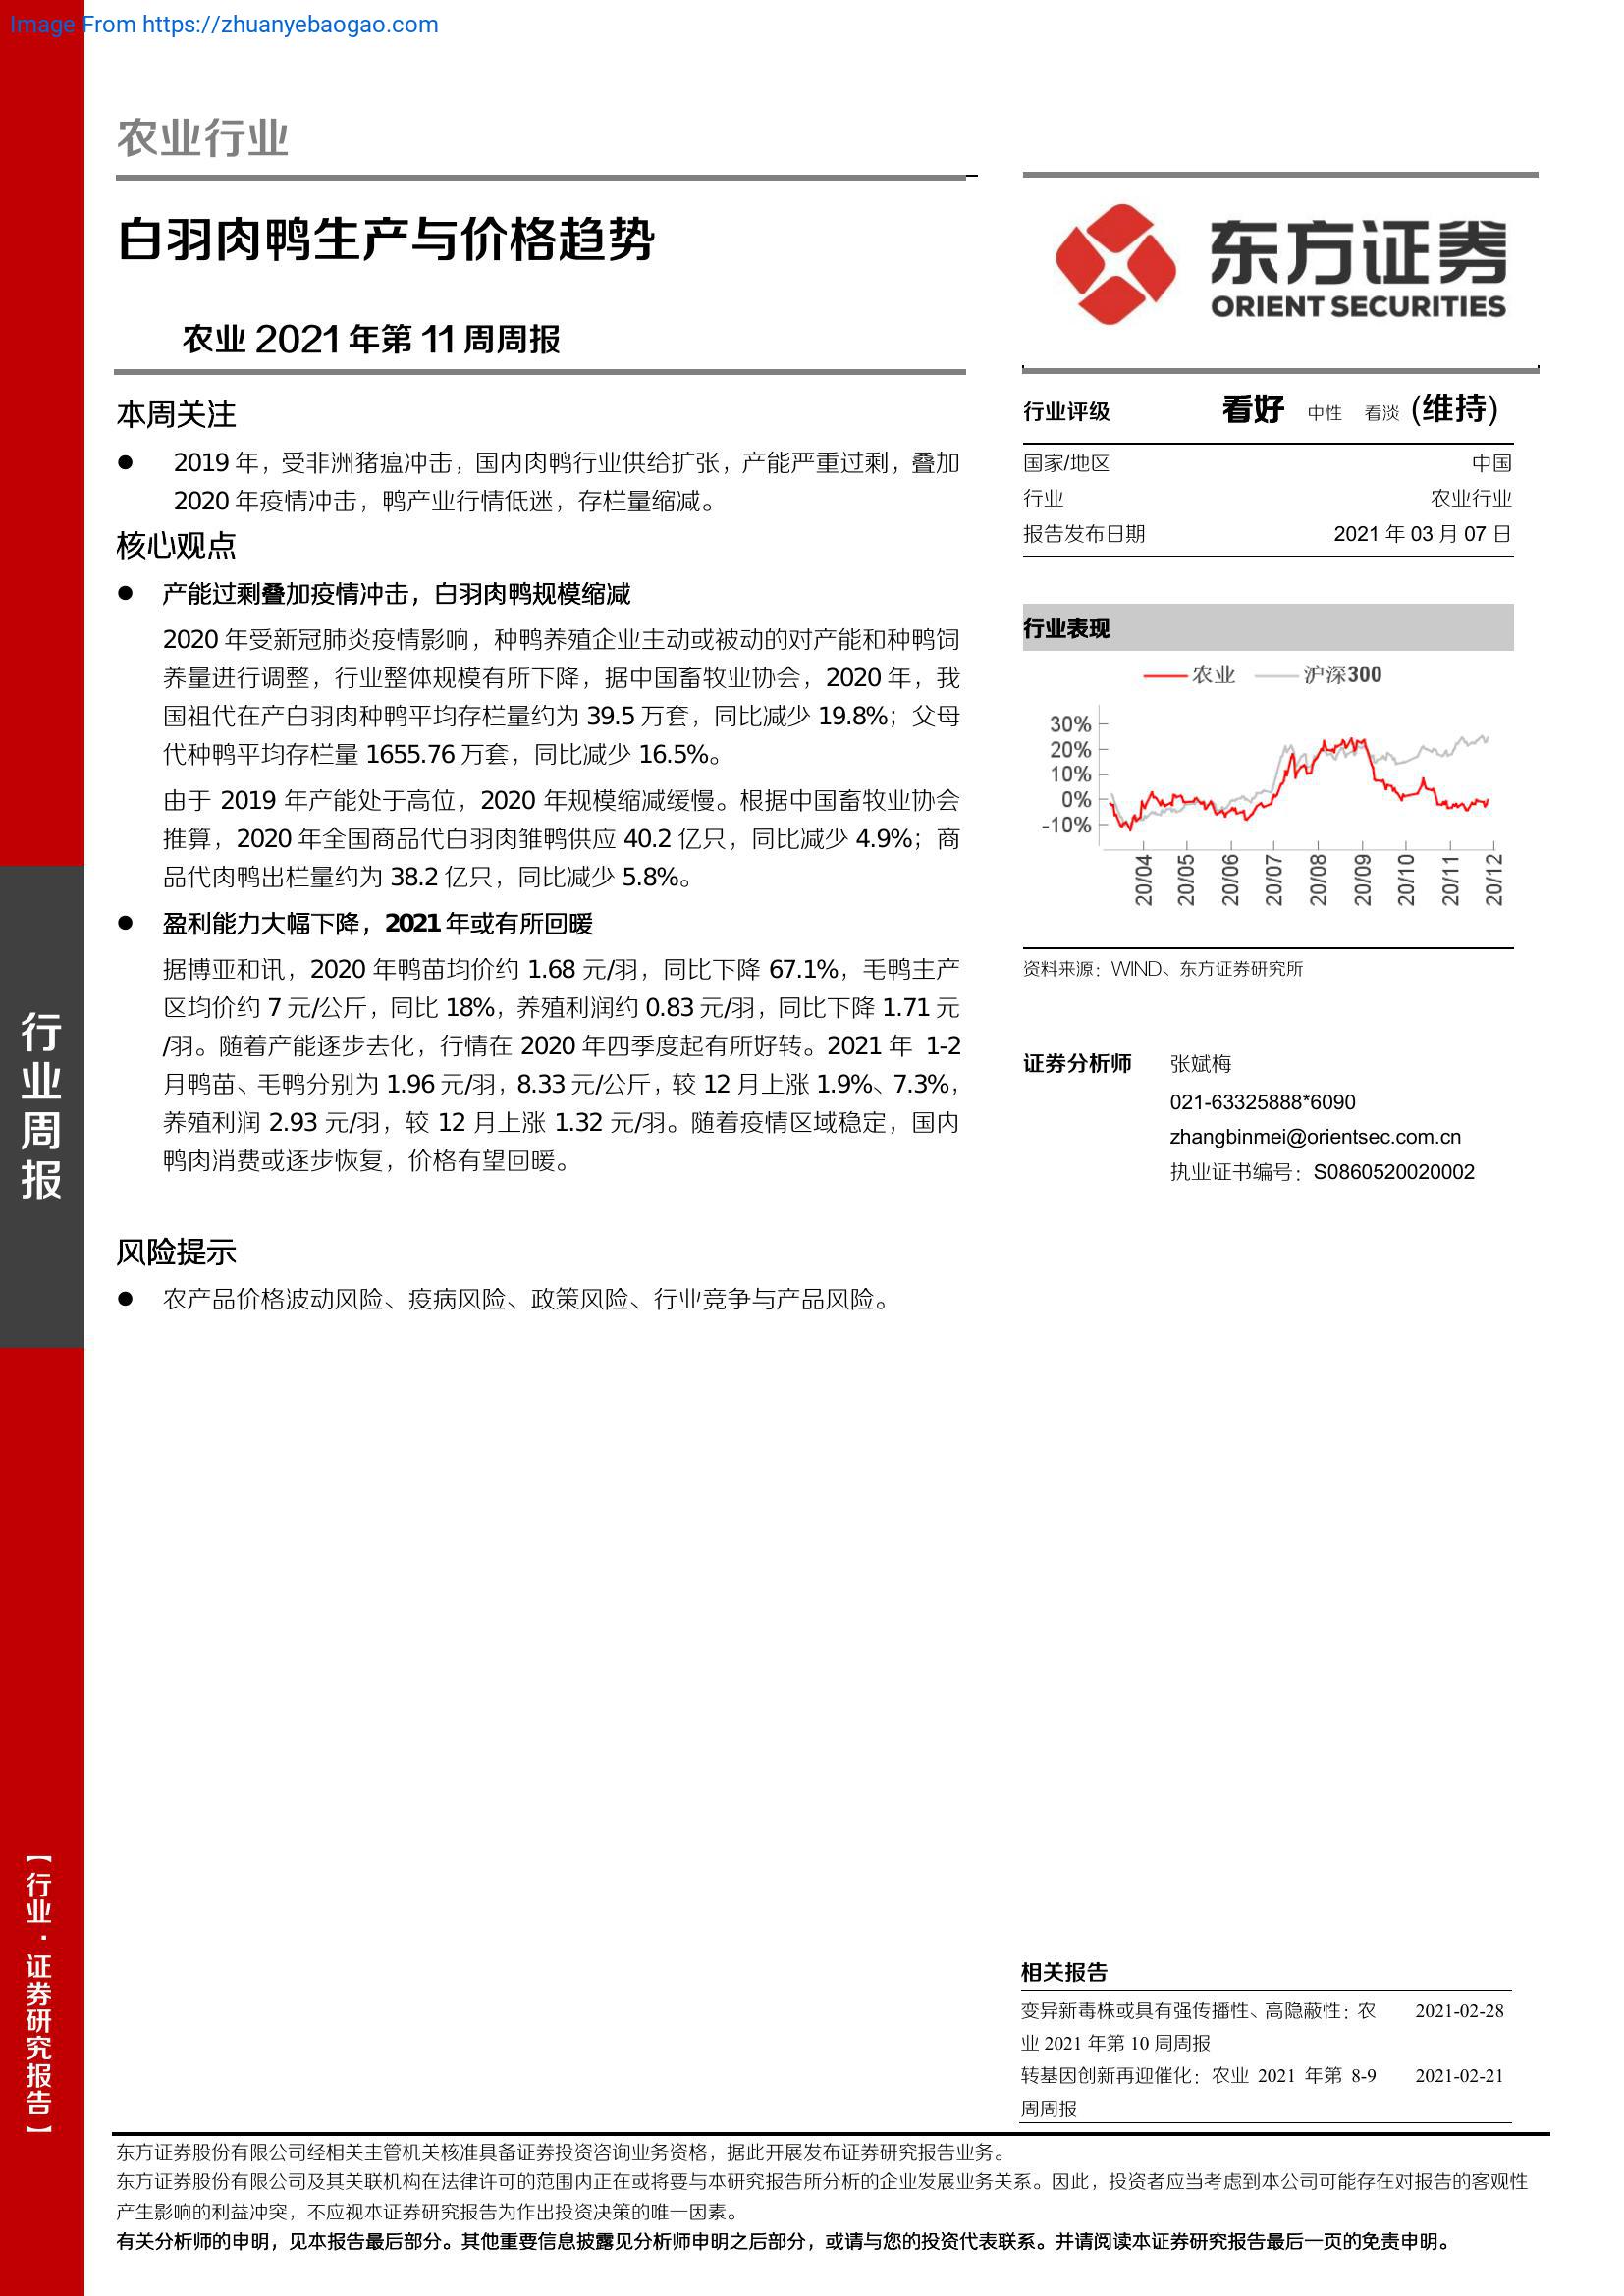 Image From https://zhuanyebaogao.com
农业行业
白羽肉鸭生产与价格趋势
农业 2021 年第 11 周周报
本周关注
● 2019 年，受非洲猪瘟冲击，国内肉鸭行业供给扩张，产能严重过剩，叠加
2020 年疫情冲击，鸭产业行情低迷，存栏量缩减。
核心观点
● 产能过剩叠加疫情冲击，白羽肉鸭规模缩减
2020 年受新冠肺炎疫情影响，种鸭养殖企业主动或被动的对产能和种鸭饲
养量进行调整，行业整体规模有所下降，据中国畜牧业协会，2020 年，我
国祖代在产白羽肉种鸭平均存栏量约为 39.5 万套，同比减少 19.8%；父母
代种鸭平均存栏量 1655.76 万套，同比减少 16.5%。
由于 2019 年产能处于高位，2020 年规模缩减缓慢。根据中国畜牧业协会
推算，2020 年全国商品代白羽肉雏鸭供应 40.2 亿只，同比减少 4.9%；商
品代肉鸭出栏量约为 38.2 亿只，同比减少 5.8%。
● 盈利能力大幅下降，2021 年或有所回暖
据博亚和讯，2020 年鸭苗均价约 1.68 元/羽，同比下降 67.1%，毛鸭主产
区均价约 7 元/公斤，同比 18%，养殖利润约 0.83 元/羽，同比下降 1.71 元
/羽。随着产能逐步去化，行情在 2020 年四季度起有所好转。2021 年 1-2
月鸭苗、毛鸭分别为 1.96 元/羽，8.33 元/公斤，较 12 月上涨 1.9%、7.3%，
养殖利润 2.93 元/羽，较 12 月上涨 1.32 元/羽。随着疫情区域稳定，国内
鸭肉消费或逐步恢复，价格有望回暖。
风险提示
● 农产品价格波动风险、疫病风险、政策风险、行业竞争与产品风险。
东方证券
ORIENT SECURITIES
行业评级 看好 中性 看淡 (维持)
国家/地区 中国
行业 农业行业
报告发布日期 2021 年 03 月 07 日
行业表现
农业 沪深300
30%
20%
10%
0%
-10%
20/04 20/05 20/06 20/07 20/08 20/09 20/10 20/11 20/12
资料来源：WIND、东方证券研究所
证券分析师 张斌梅
021-63325888*6090
zhangbinmei@orientsec.com.cn
执业证书编号：S0860520020002
相关报告
变异新毒株或具有强传播性、高隐蔽性：农 2021-02-28
业 2021 年第 10 周周报
转基因创新再迎催化：农业 2021 年第 8-9 2021-02-21
周周报
行业周报
【行业·证券研究报告】
东方证券股份有限公司经相关主管机关核准具备证券投资咨询业务资格，据此开展发布证券研究报告业务。
东方证券股份有限公司及其关联机构在法律许可的范围内正在或将要与本研究报告所分析的企业发展业务关系。因此，投资者应当考虑到本公司可能存在对报告的客观性
产生影响的利益冲突，不应视本证券研究报告为作出投资决策的唯一因素。
有关分析师的申明，见本报告最后部分。其他重要信息披露见分析师申明之后部分，或请与您的投资代表联系。并请阅读本证券研究报告最后一页的免责申明。